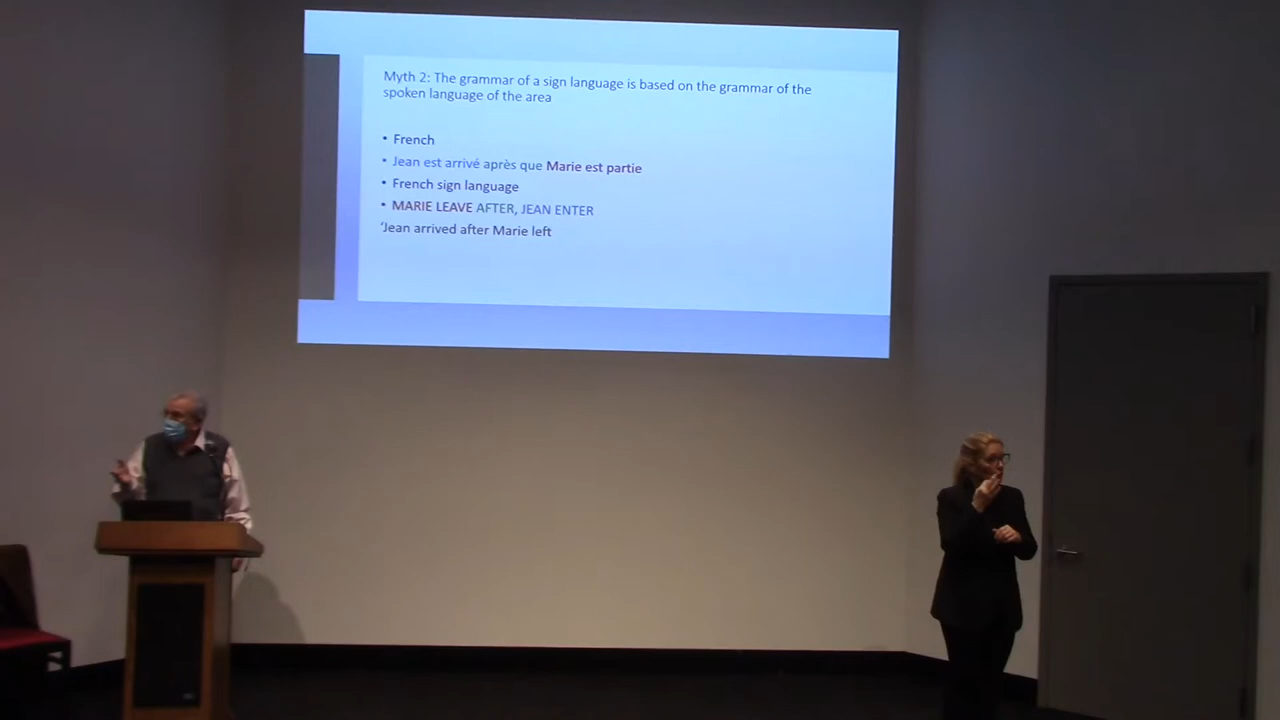 Myth 2: The grammar of a sign language is based on the grammar of the
spoken language of the area
• French
• Jean est arrivé après que Marie est partie
• French sign language
• MARIE LEAVE AFTER, JEAN ENTER
‘Jean arrived after Marie left